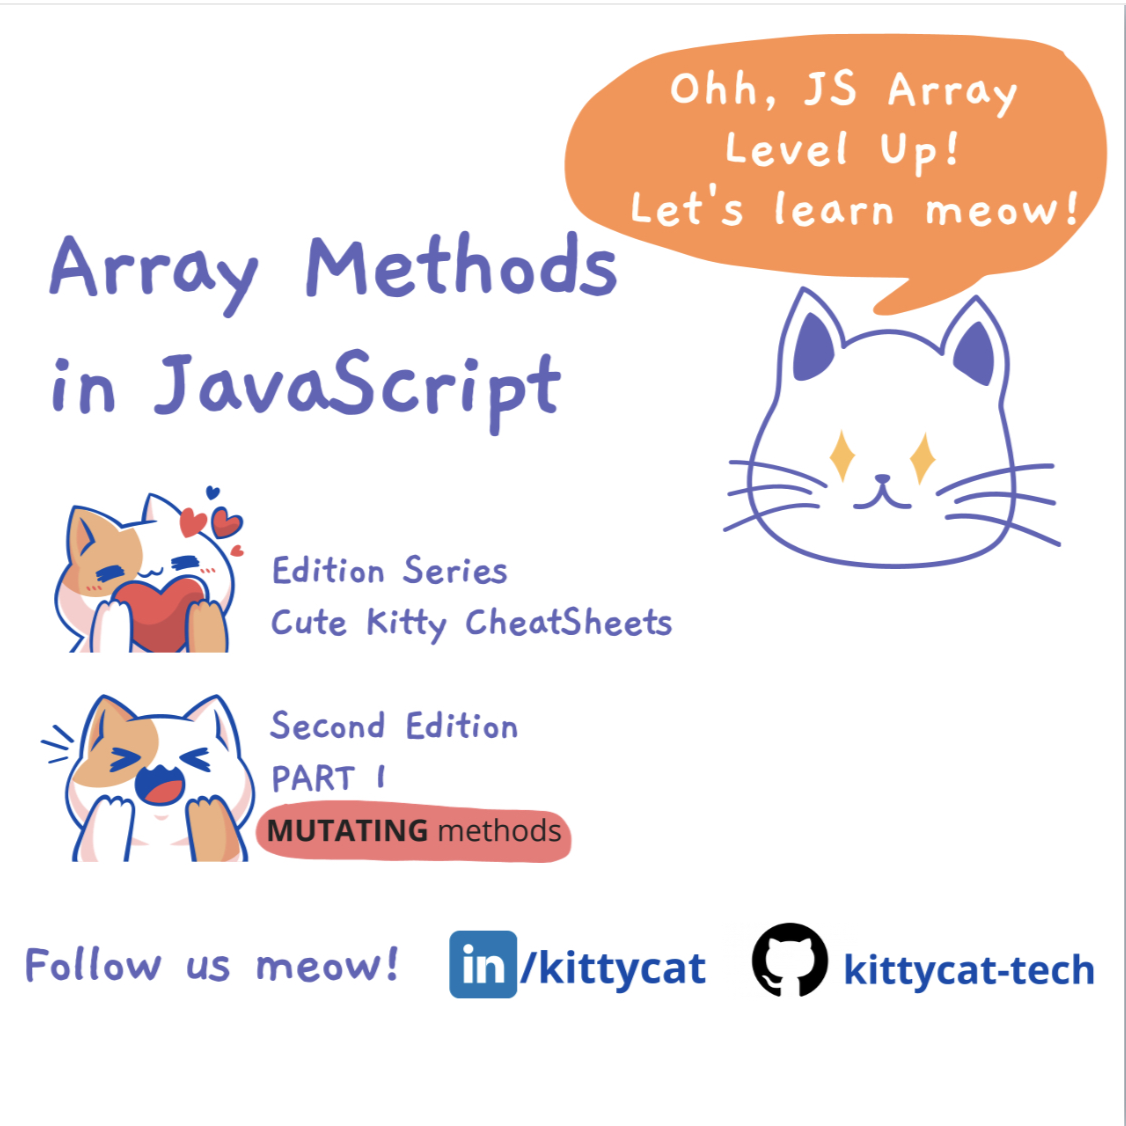 Ohh, JS Array
Level Up!
Let's learn meow!
Array Methods
in JavaScript
Edition Series
Cute Kitty CheatSheets
Second Edition
PART 1
MUTATING methods
Follow us meow!
in/kittycat
kittycat-tech